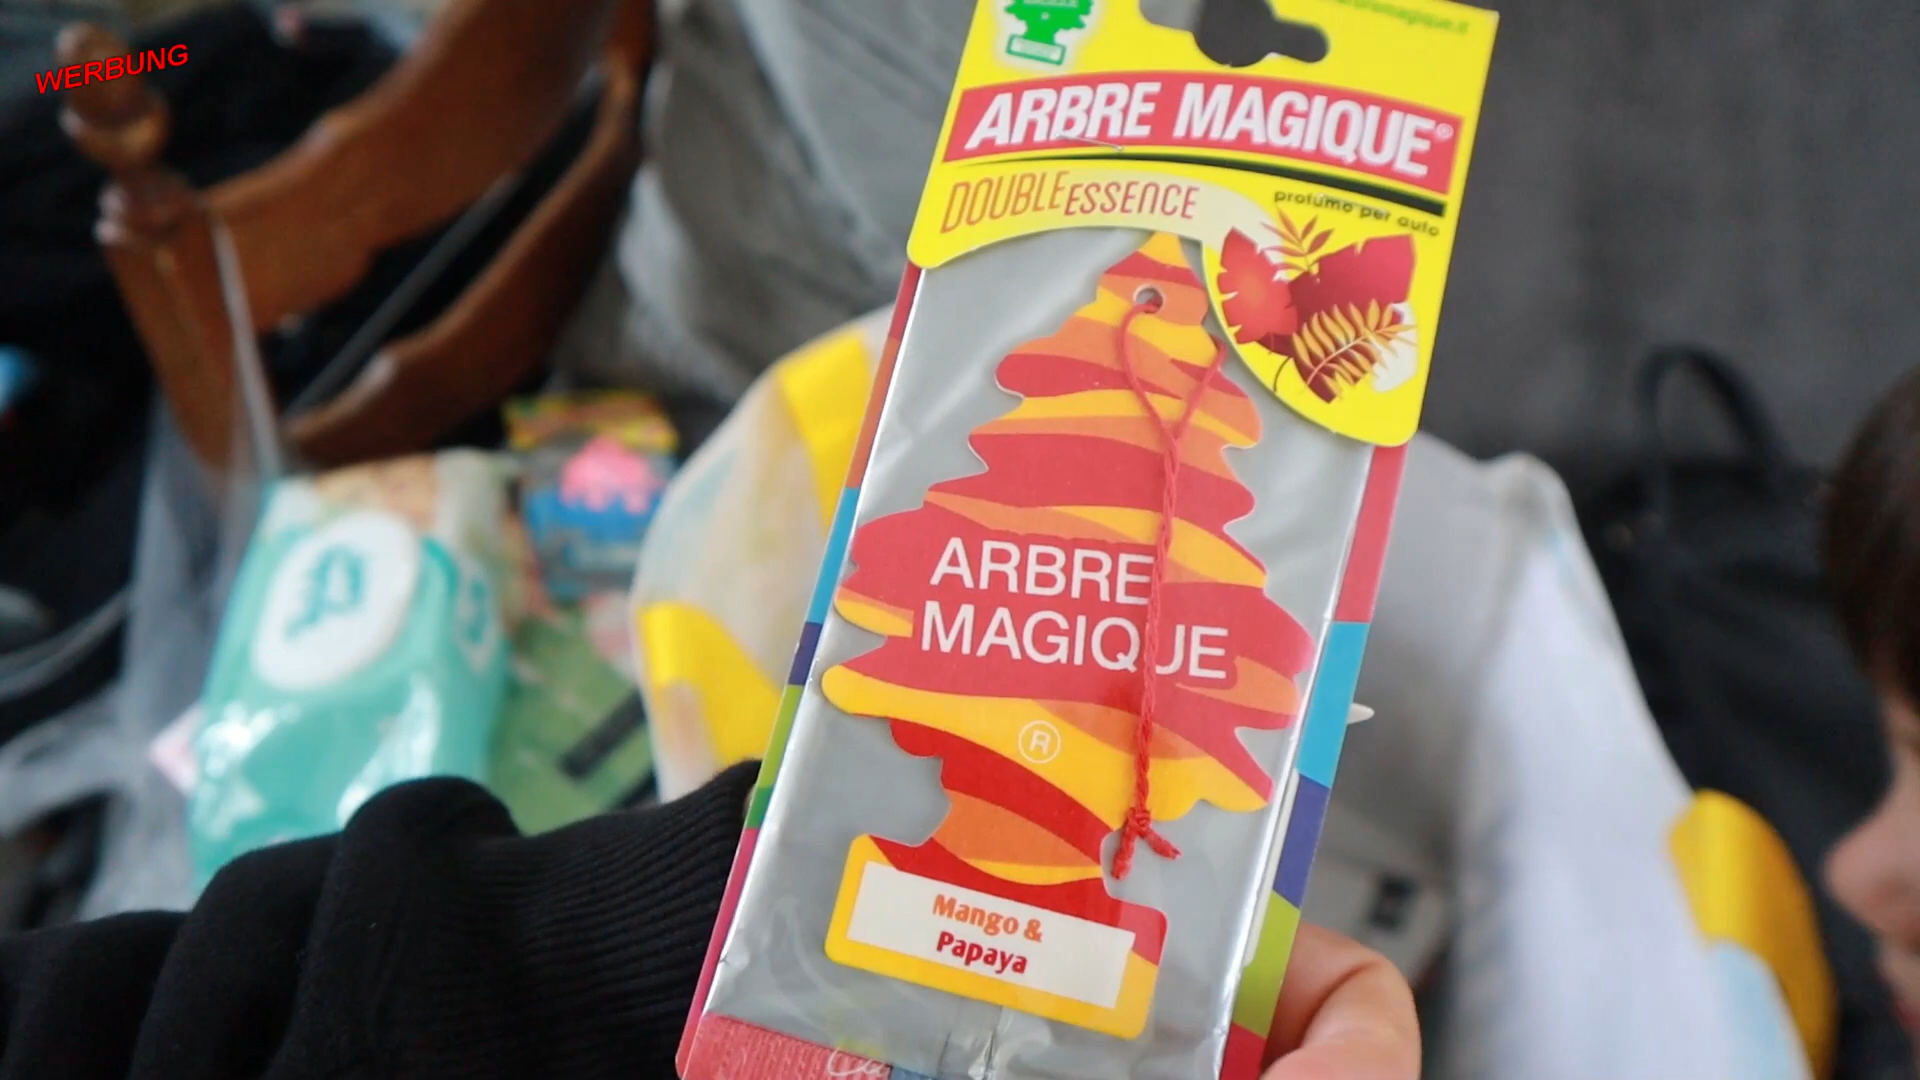 WERBUNG
ARBRE MAGIQUE®
DOUBLE ESSENCE
profumo per auto
ARBRE
MAGIQUE
®
Mango &
Papaya